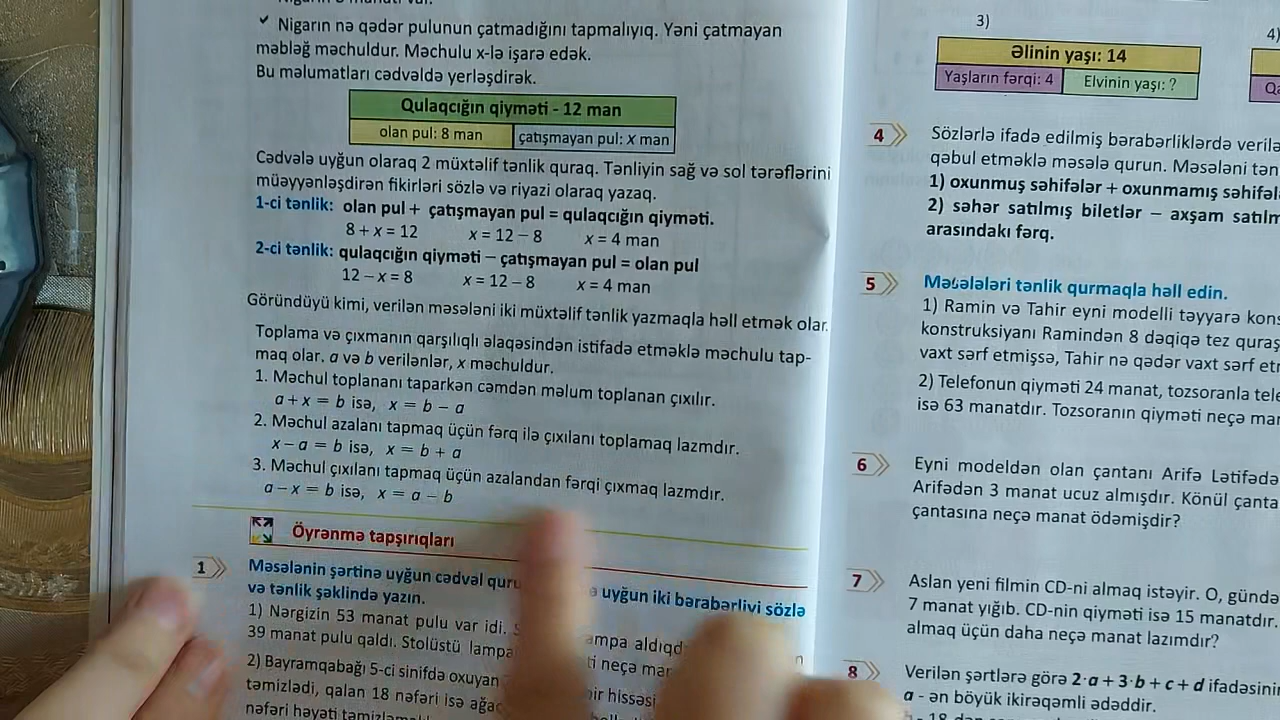 ✓ Nigarın nə qədər pulunun çatmadığını tapmalıyıq. Yəni çatmayan
məbləğ məchuldur. Məchulu x-lə işarə edək.
Bu məlumatları cədvəldə yerləşdirək.
Qulaqcığın qiyməti - 12 man
olan pul: 8 man çatışmayan pul: x man
Cədvələ uyğun olaraq 2 müxtəlif tənlik quraq. Tənliyin sağ və sol tərəflərini
müəyyənləşdirən fikirləri sözlə və riyazi olaraq yazaq.
1-ci tənlik: olan pul + çatışmayan pul = qulaqcığın qiyməti.
8 + x = 12 x = 12 – 8 x = 4 man
2-ci tənlik: qulaqcığın qiyməti – çatışmayan pul = olan pul
12 – x = 8 x = 12 – 8 x = 4 man
Göründüyü kimi, verilən məsələni iki müxtəlif tənlik yazmaqla həll etmək olar.
Toplama və çıxmanın qarşılıqlı əlaqəsindən istifadə etməklə məchulu tap-
maq olar. a və b verilənlər, x məchuldur.
1. Məchul toplananı taparkən cəmdən məlum toplanan çıxılır.
a + x = b isə, x = b – a
2. Məchul azalanı tapmaq üçün fərq ilə çıxılanı toplamaq lazmdır.
x – a = b isə, x = b + a
3. Məchul çıxılanı tapmaq üçün azalandan fərqi çıxmaq lazmdır.
a – x = b isə, x = a – b
Öyrənmə tapşırıqları
1 Məsələnin şərtinə uyğun cədvəl uyğun iki bərabərliyi sözlə
və tənlik şəklində yazın.
1) Nərgizin 53 manat pulu var idi.
39 manat pulu qaldı. Stolüstü neçə
2) Bayramqabağı 5-ci sinifdə oxuyan
təmizlədi, qalan 18 nəfəri isə
nəfəri həyəti
3)
Əlinin yaşı: 14
Yaşların fərqi: 4 Elvinin yaşı: ?
4)
4 Sözlərlə ifadə edilmiş bərabərliklərdə
qəbul etməklə məsələ qurun. Məsələni
1) oxunmuş səhifələr + oxunmamış
2) səhər satılmış biletlər – axşam
arasındakı fərq.
5 Məsələləri tənlik qurmaqla həll edin.
1) Ramin və Tahir eyni modelli təyyarə
konstruksiyanı Ramindən 8 dəqiqə tez
vaxt sərf etmişsə, Tahir nə qədər vaxt sərf
2) Telefonun qiyməti 24 manat, tozsoranla
isə 63 manatdır. Tozsoranın qiyməti neçə
6 Eyni modeldən olan çantanı Arifə
Arifədən 3 manat ucuz almışdır. Könül
çantasına neçə manat ödəmişdir?
7 Aslan yeni filmin CD-ni almaq istəyir. O,
7 manat yığıb. CD-nin qiyməti isə 15 manatdır.
almaq üçün daha neçə manat lazımdır?
8 Verilən şərtlərə görə 2·a + 3·b + c + d
a - ən böyük ikirəqəmli ədəddir.